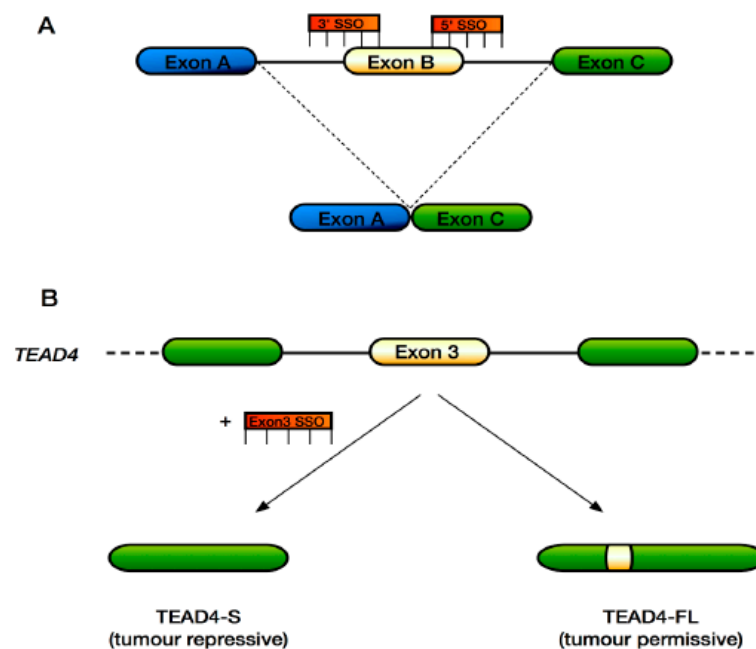 A
3' SSO 5' SSO
Exon A Exon B Exon C
Exon A Exon C
B
TEAD4 Exon 3
+ Exon3 SSO
TEAD4-S TEAD4-FL
(tumour repressive) (tumour permissive)